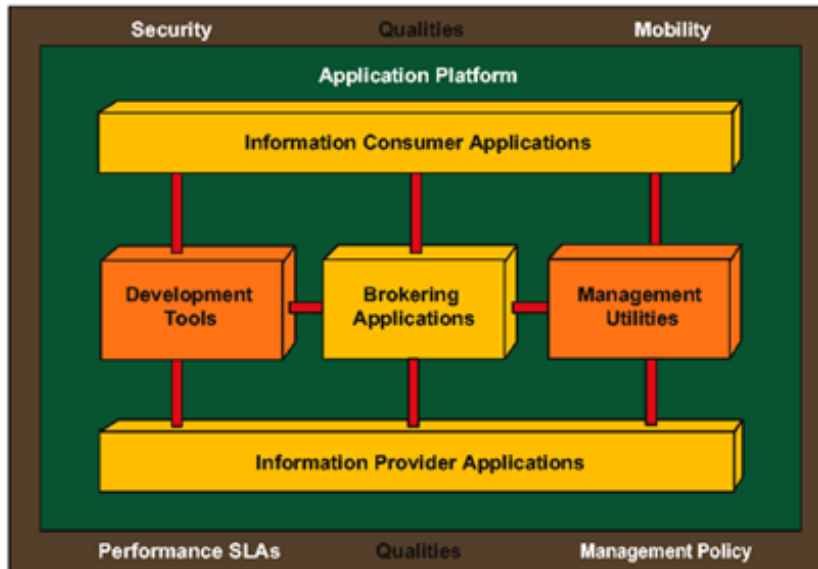 Security Qualities Mobility
Application Platform
Information Consumer Applications
Development
Tools
Brokering
Applications
Management
Utilities
Information Provider Applications
Performance SLAs Qualities Management Policy